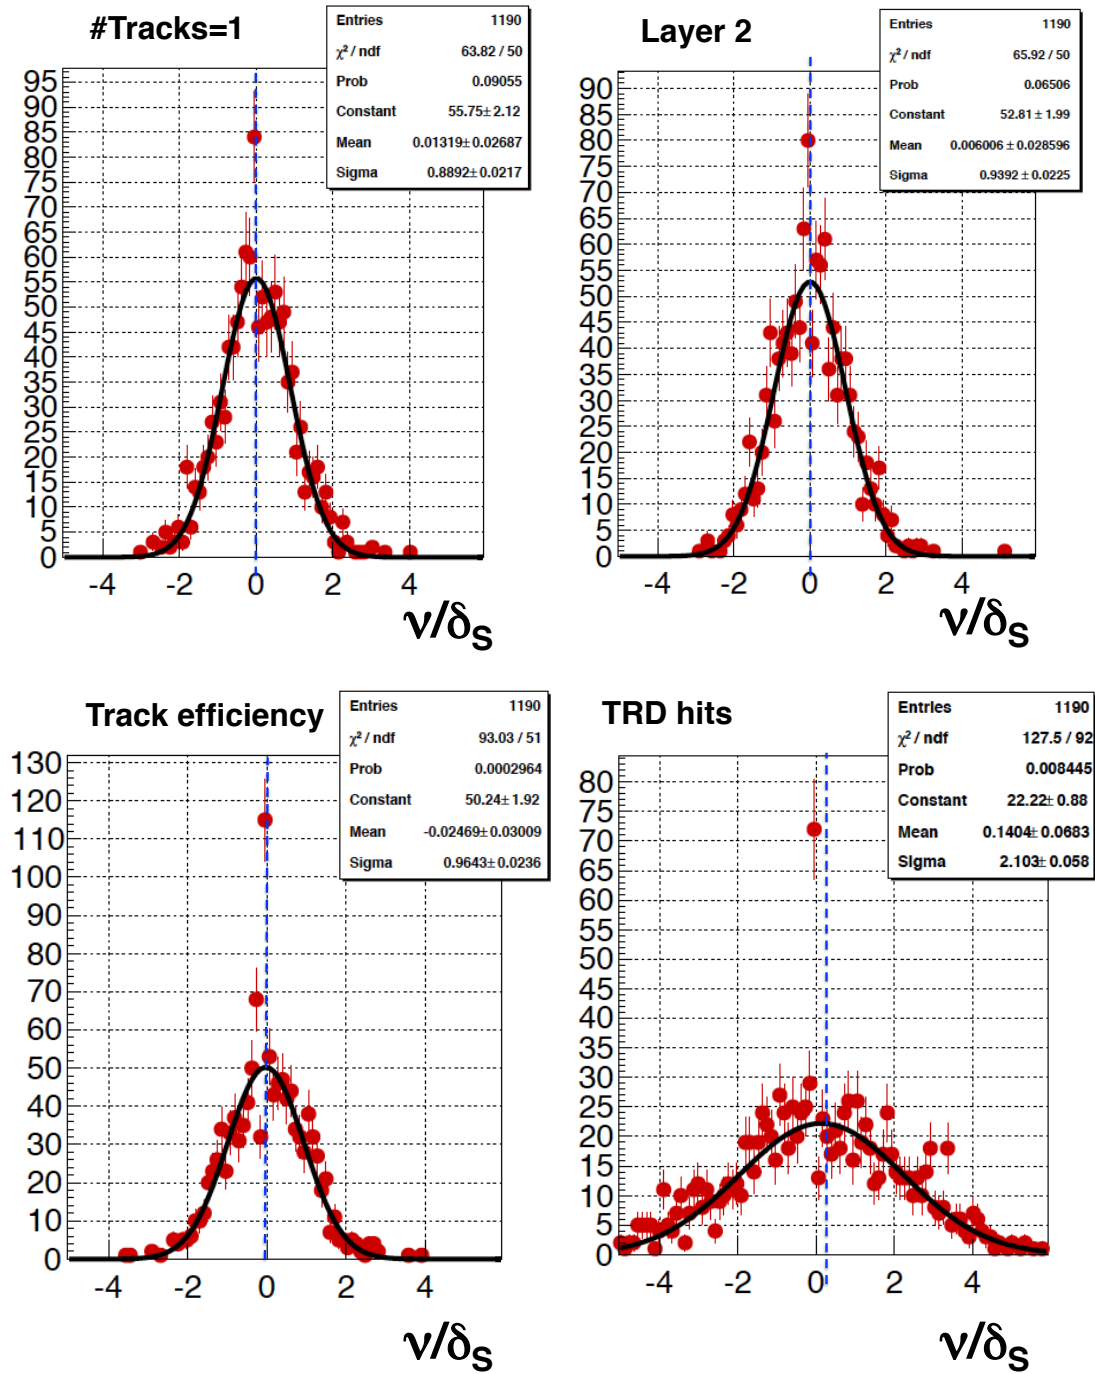 #Tracks=1
Entries 1190
χ² / ndf 63.82 / 50
Prob 0.09055
Constant 55.75± 2.12
Mean 0.01319± 0.02687
Sigma 0.8892± 0.0217
95
90
85
80
75
70
65
60
55
50
45
40
35
30
25
20
15
10
5
0
-4 -2 0 2 4
ν/δS
Layer 2
Entries 1190
χ² / ndf 65.92 / 50
Prob 0.06506
Constant 52.81 ± 1.99
Mean 0.006006 ± 0.028596
Sigma 0.9392 ± 0.0225
90
80
70
60
50
40
30
20
10
0
-4 -2 0 2 4
ν/δS
Track efficiency
Entries 1190
χ² / ndf 93.03 / 51
Prob 0.0002964
Constant 50.24± 1.92
Mean -0.02469± 0.03009
Sigma 0.9643± 0.0236
130
120
110
100
90
80
70
60
50
40
30
20
10
0
-4 -2 0 2 4
ν/δS
TRD hits
Entries 1190
χ² / ndf 127.5 / 92
Prob 0.008445
Constant 22.22± 0.88
Mean 0.1404± 0.0683
Sigma 2.103± 0.058
80
75
70
65
60
55
50
45
40
35
30
25
20
15
10
5
0
-4 -2 0 2 4
ν/δS